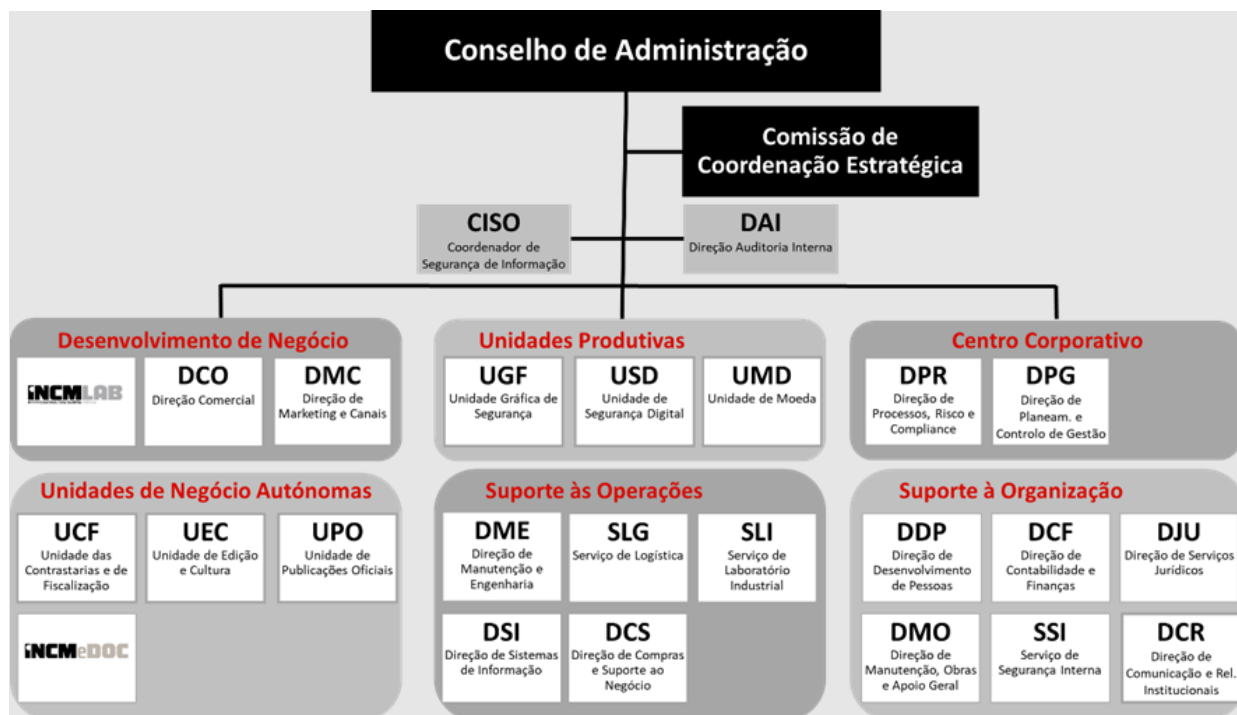 Conselho de Administração
Comissão de
Coordenação Estratégica
CISO
Coordenador de
Segurança de Informação
DAI
Direção Auditoria Interna
Desenvolvimento de Negócio
INCMLAB
DCO
Direção Comercial
DMC
Direção de
Marketing e Canais
Unidades Produtivas
UGF
Unidade Gráfica de
Segurança
USD
Unidade de
Segurança Digital
UMD
Unidade de Moeda
Centro Corporativo
DPR
Direção de
Processos, Risco e
Compliance
DPG
Direção de
Planeam. e
Controlo de Gestão
Unidades de Negócio Autónomas
UCF
Unidade das
Contrastarias e de
Fiscalização
UEC
Unidade de Edição
e Cultura
UPO
Unidade de
Publicações Oficiais
INCMeDOC
Suporte às Operações
DME
Direção de
Manutenção e
Engenharia
SLG
Serviço de Logística
SLI
Serviço de
Laboratório
Industrial
DSI
Direção de Sistemas
de Informação
DCS
Direção de Compras
e Suporte ao
Negócio
Suporte à Organização
DDP
Direção de
Desenvolvimento
de Pessoas
DCF
Direção de
Contabilidade e
Finanças
DJU
Direção de Serviços
Jurídicos
DMO
Direção de
Manutenção, Obras
e Apoio Geral
SSI
Serviço de
Segurança Interna
DCR
Direção de
Comunicação e Rel.
Institucionais